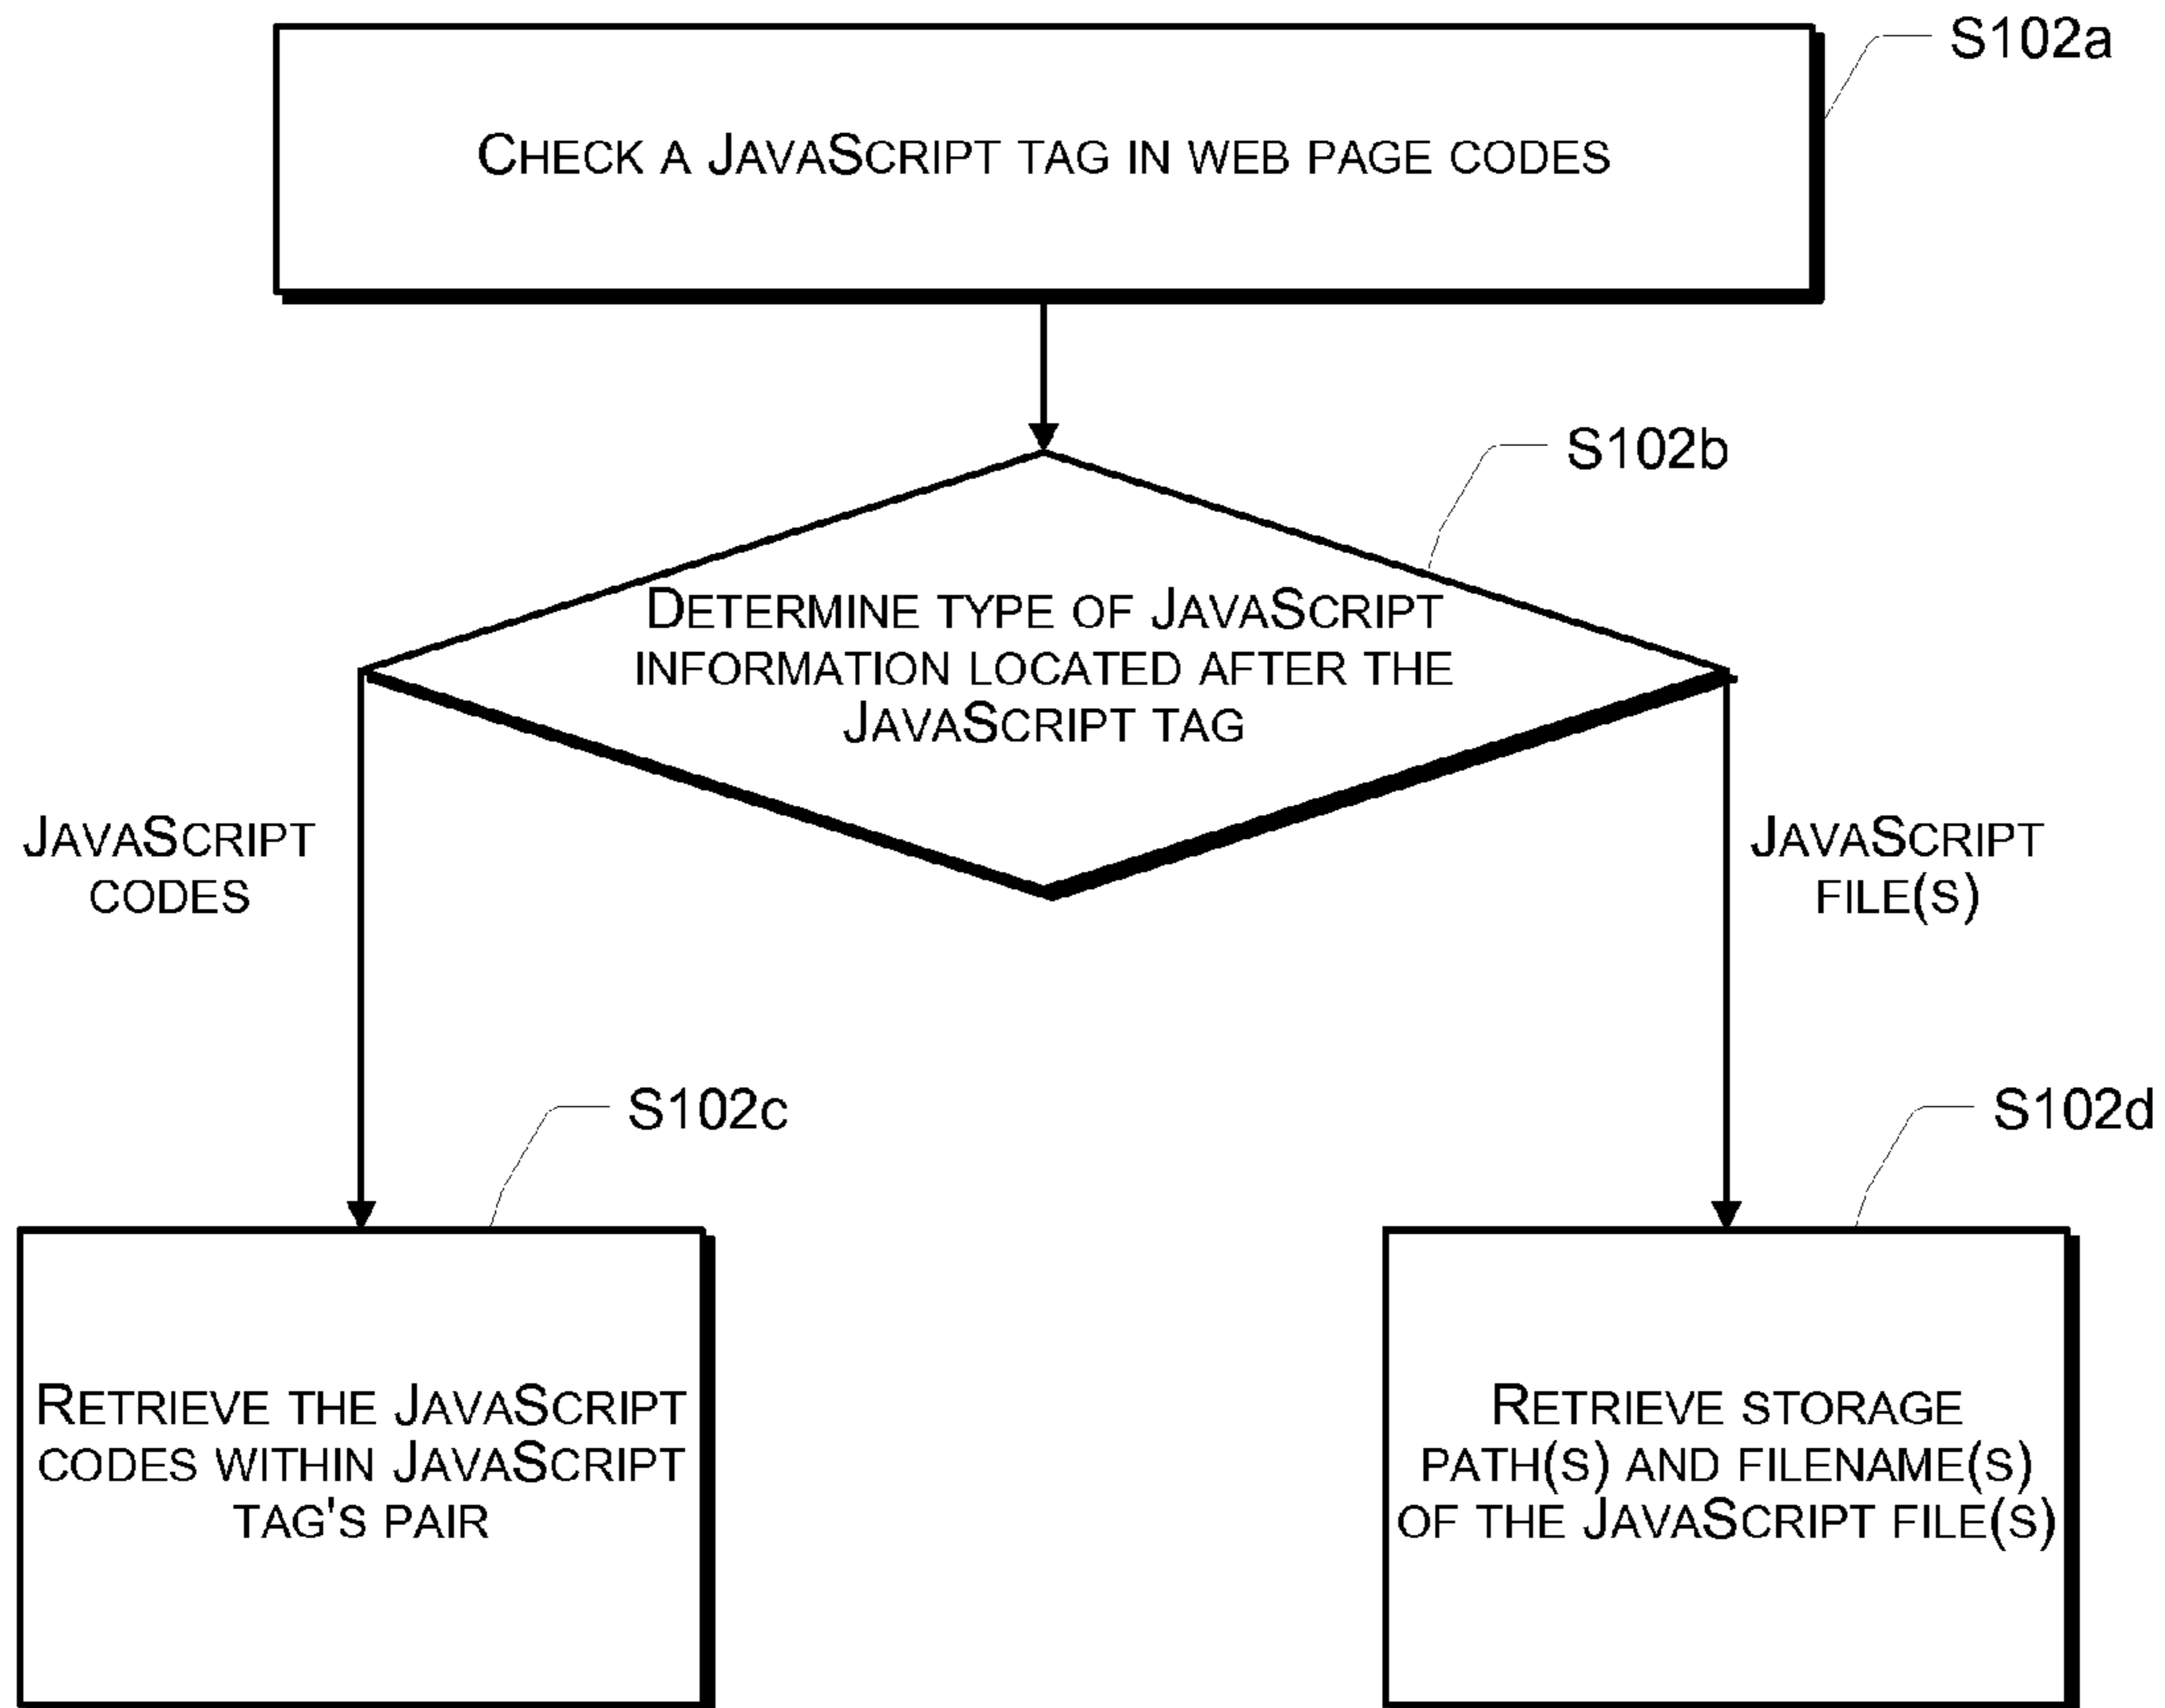 S102a
CHECK A JAVASCRIPT TAG IN WEB PAGE CODES
S102b
DETERMINE TYPE OF JAVASCRIPT
INFORMATION LOCATED AFTER THE
JAVASCRIPT TAG
JAVASCRIPT
CODES
JAVASCRIPT
FILE(S)
S102c
S102d
RETRIEVE THE JAVASCRIPT
CODES WITHIN JAVASCRIPT
TAG'S PAIR
RETRIEVE STORAGE
PATH(S) AND FILENAME(S)
OF THE JAVASCRIPT FILE(S)